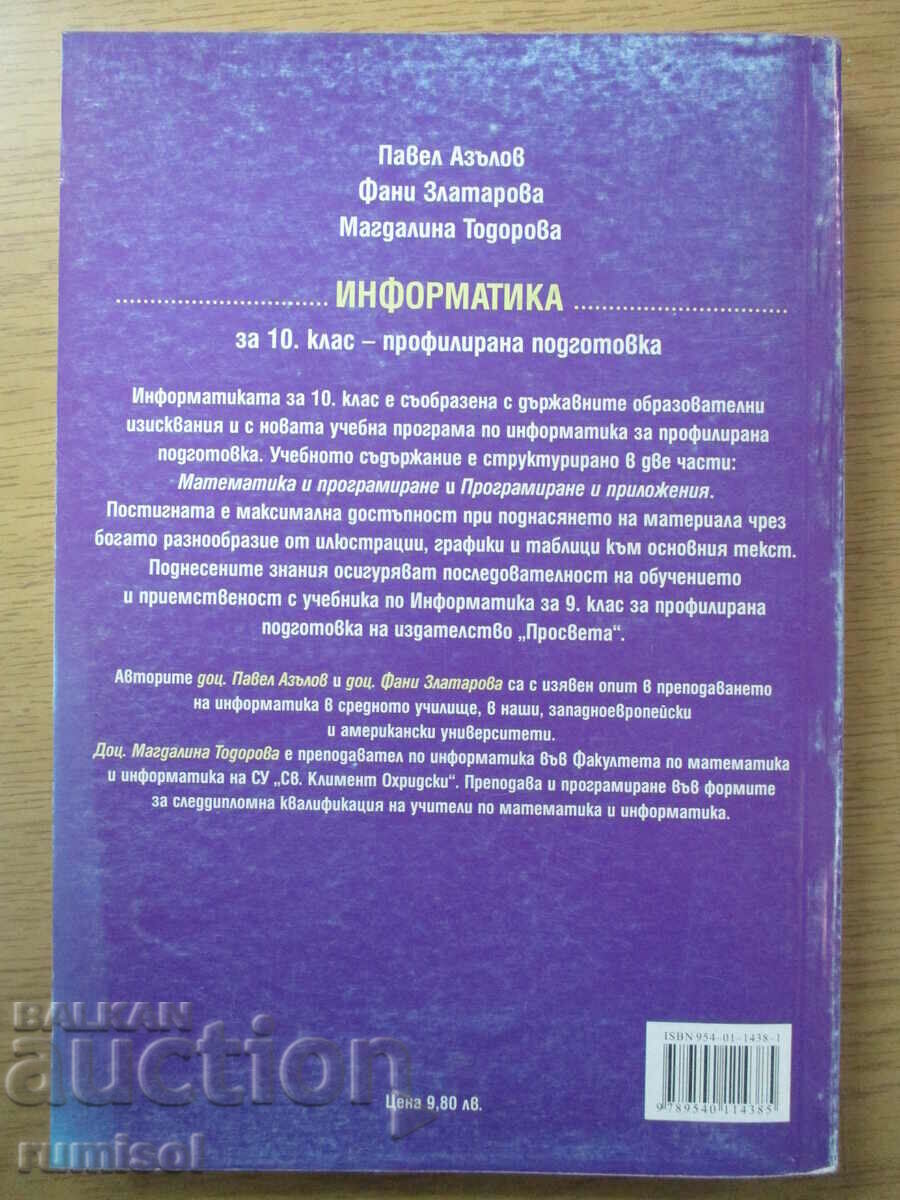 Павел Азълов
Фани Златарова
Магдалина Тодорова
ИНФОРМАТИКА
за 10. клас – профилирана подготовка
Информатиката за 10. клас е съобразена с държавните образователни
изисквания и с новата учебна програма по информатика за профилирана
подготовка. Учебното съдържание е структурирано в две части:
Математика и програмиране и Програмиране и приложения.
Постигната е максимална достъпност при поднасянето на материала чрез
богато разнообразие от илюстрации, графики и таблици към основния текст.
Поднесените знания осигуряват последователност на обучението
и приемственост с учебника по Информатика за 9. клас за профилирана
подготовка на издателство „Просвета“.
Авторите доц. Павел Азълов и доц. Фани Златарова са с изявен опит в преподаването
на информатика в средното училище, в наши, западноевропейски
и американски университети.
Доц. Магдалина Тодорова е преподавател по информатика във Факултета по математика
и информатика на СУ „Св. Климент Охридски“. Преподава и програмиране във формите
за следдипломна квалификация на учители по математика и информатика.
ISBN 954-01-1438-1
9 789540 114385
Цена 9,80 лв.
BALKAN
auction
rumisol